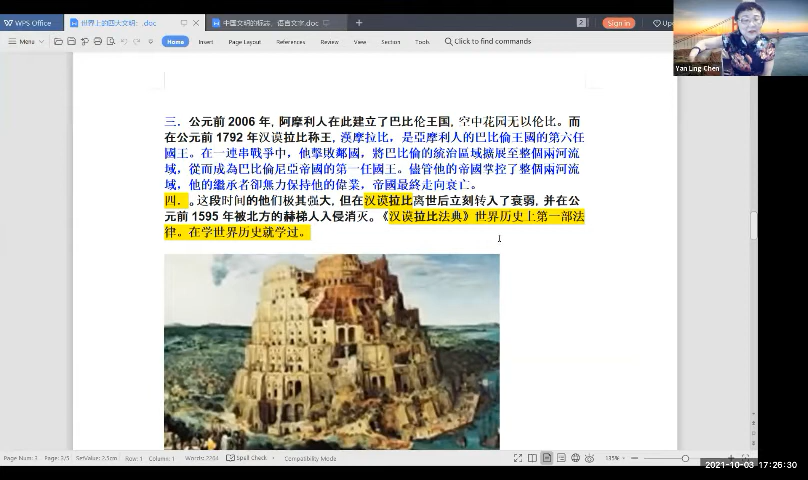 WPS Office
世界上的四大文明: .doc
中国文明的标志, 语言文字.doc
2
Sign in
Menu
Home
Insert
Page Layout
References
Review
View
Section
Tools
Click to find commands
Yan Ling Chen
三. 公元前 2006 年, 阿摩利人在此建立了巴比伦王国, 空中花园无以伦比。而
在公元前 1792 年汉谟拉比称王, 漢摩拉比, 是亞摩利人的巴比倫王國的第六任
國王。在一連串戰爭中, 他擊敗鄰國, 將巴比倫的統治區域擴展至整個兩河流
域, 從而成為巴比倫尼亞帝國的第一任國王。儘管他的帝國掌控了整個兩河流
域, 他的繼承者卻無力保持他的偉業, 帝國最終走向衰亡。
四. 。这段时间的他们极其强大, 但在汉谟拉比离世后立刻转入了衰弱, 并在公
元前 1595 年被北方的赫梯人入侵消灭。《汉谟拉比法典》世界历史上第一部法
律。在学世界历史就学过。
Page Num: 3 Page: 3/5 SetValue: 2.5cm Row: 1 Column: 1 Words: 2264 Spell Check Compatibility Mode
135%
2021-10-03 17:26:30